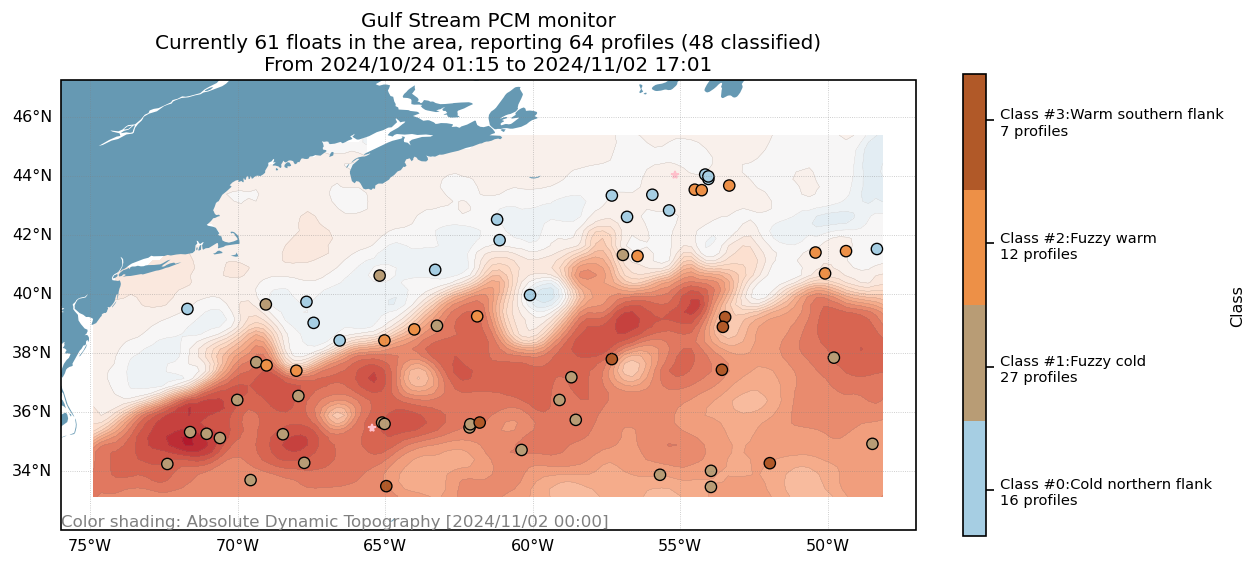 Gulf Stream PCM monitor
Currently 61 floats in the area, reporting 64 profiles (48 classified)
From 2024/10/24 01:15 to 2024/11/02 17:01
46°N
44°N
42°N
40°N
38°N
36°N
34°N
Color shading: Absolute Dynamic Topography [2024/11/02 00:00]
75°W
70°W
65°W
60°W
55°W
50°W
Class #3:Warm southern flank
7 profiles
Class #2:Fuzzy warm
12 profiles
Class #1:Fuzzy cold
27 profiles
Class #0:Cold northern flank
16 profiles
Class